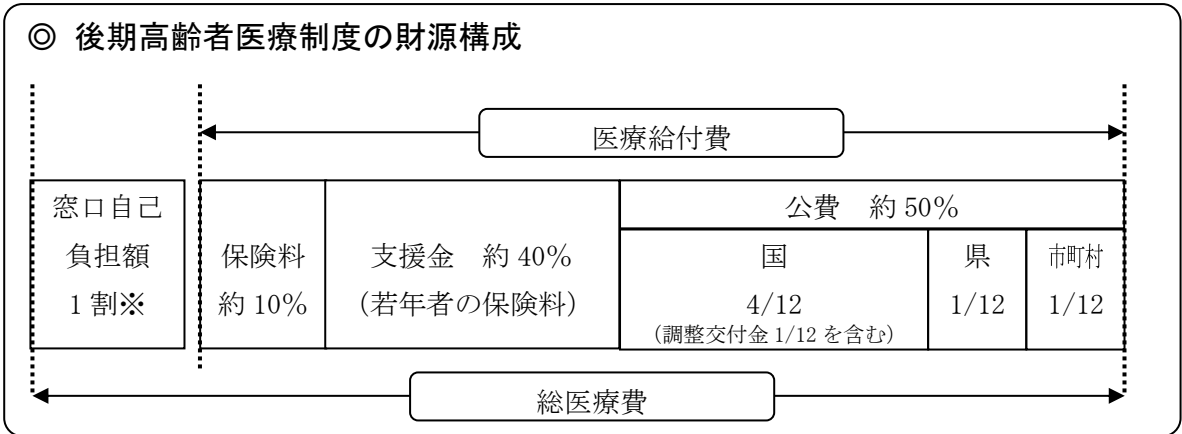 ◎ 後期高齢者医療制度の財源構成
医療給付費
窓口自己
負担額
1割※
保険料
約10%
支援金 約40%
（若年者の保険料）
公費 約50%
国
4/12
（調整交付金1/12を含む）
県
1/12
市町村
1/12
総医療費